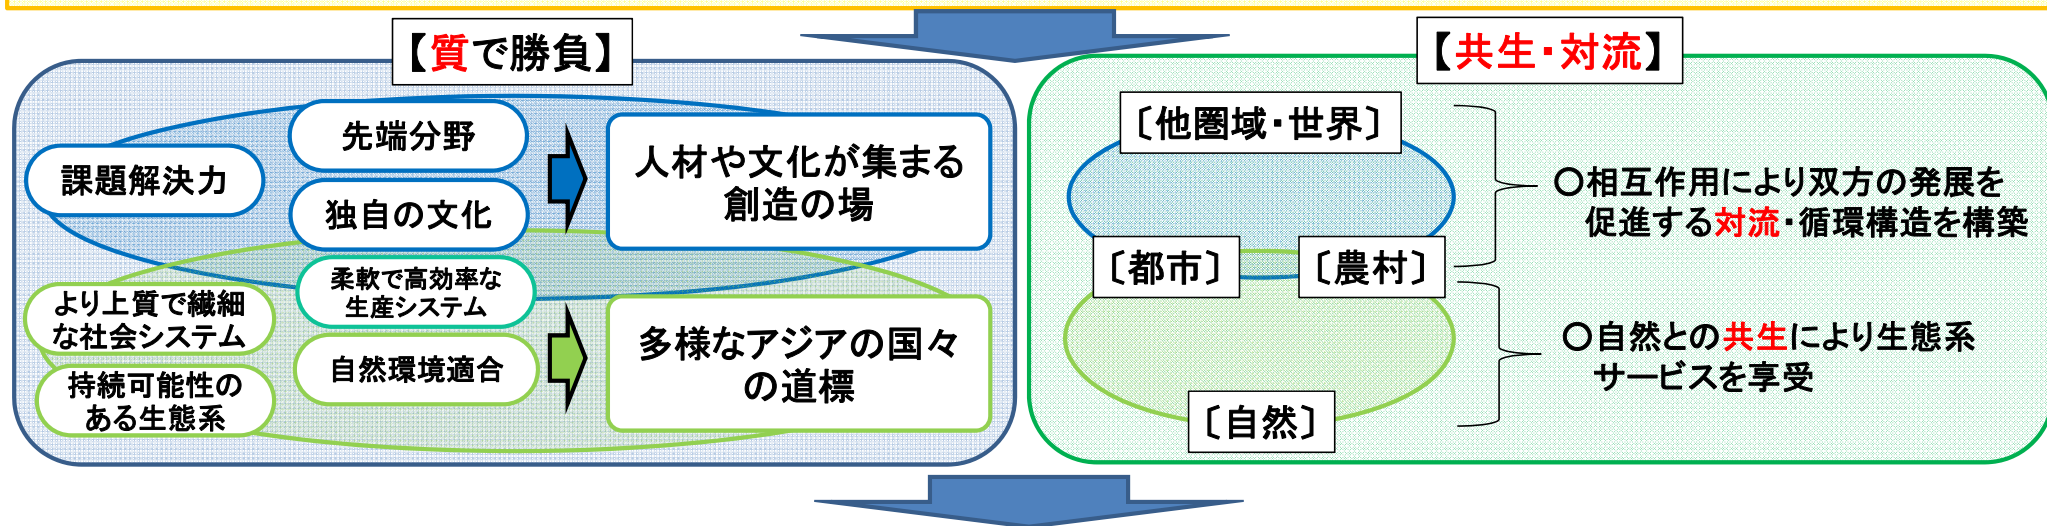 【質で勝負】
課題解決力
先端分野
独自の文化
人材や文化が集まる
創造の場
柔軟で高効率な
生産システム
より上質で繊細
な社会システム
持続可能性の
ある生態系
自然環境適合
多様なアジアの国々
の道標
【共生・対流】
〔他圏域・世界〕
〔都市〕
〔農村〕
〔自然〕
○相互作用により双方の発展を
促進する対流・循環構造を構築
○自然との共生により生態系
サービスを享受